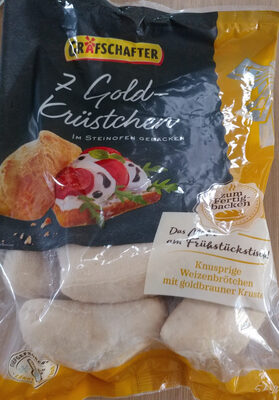 GRAFSCHAFTER
7 Gold-
Krüstchen
IM STEINOFEN GEBACKEN
zum
Fertig
backen
Das
am Frühstückstisch!
Knusprige
Weizenbrötchen
mit goldbrauner Kruste